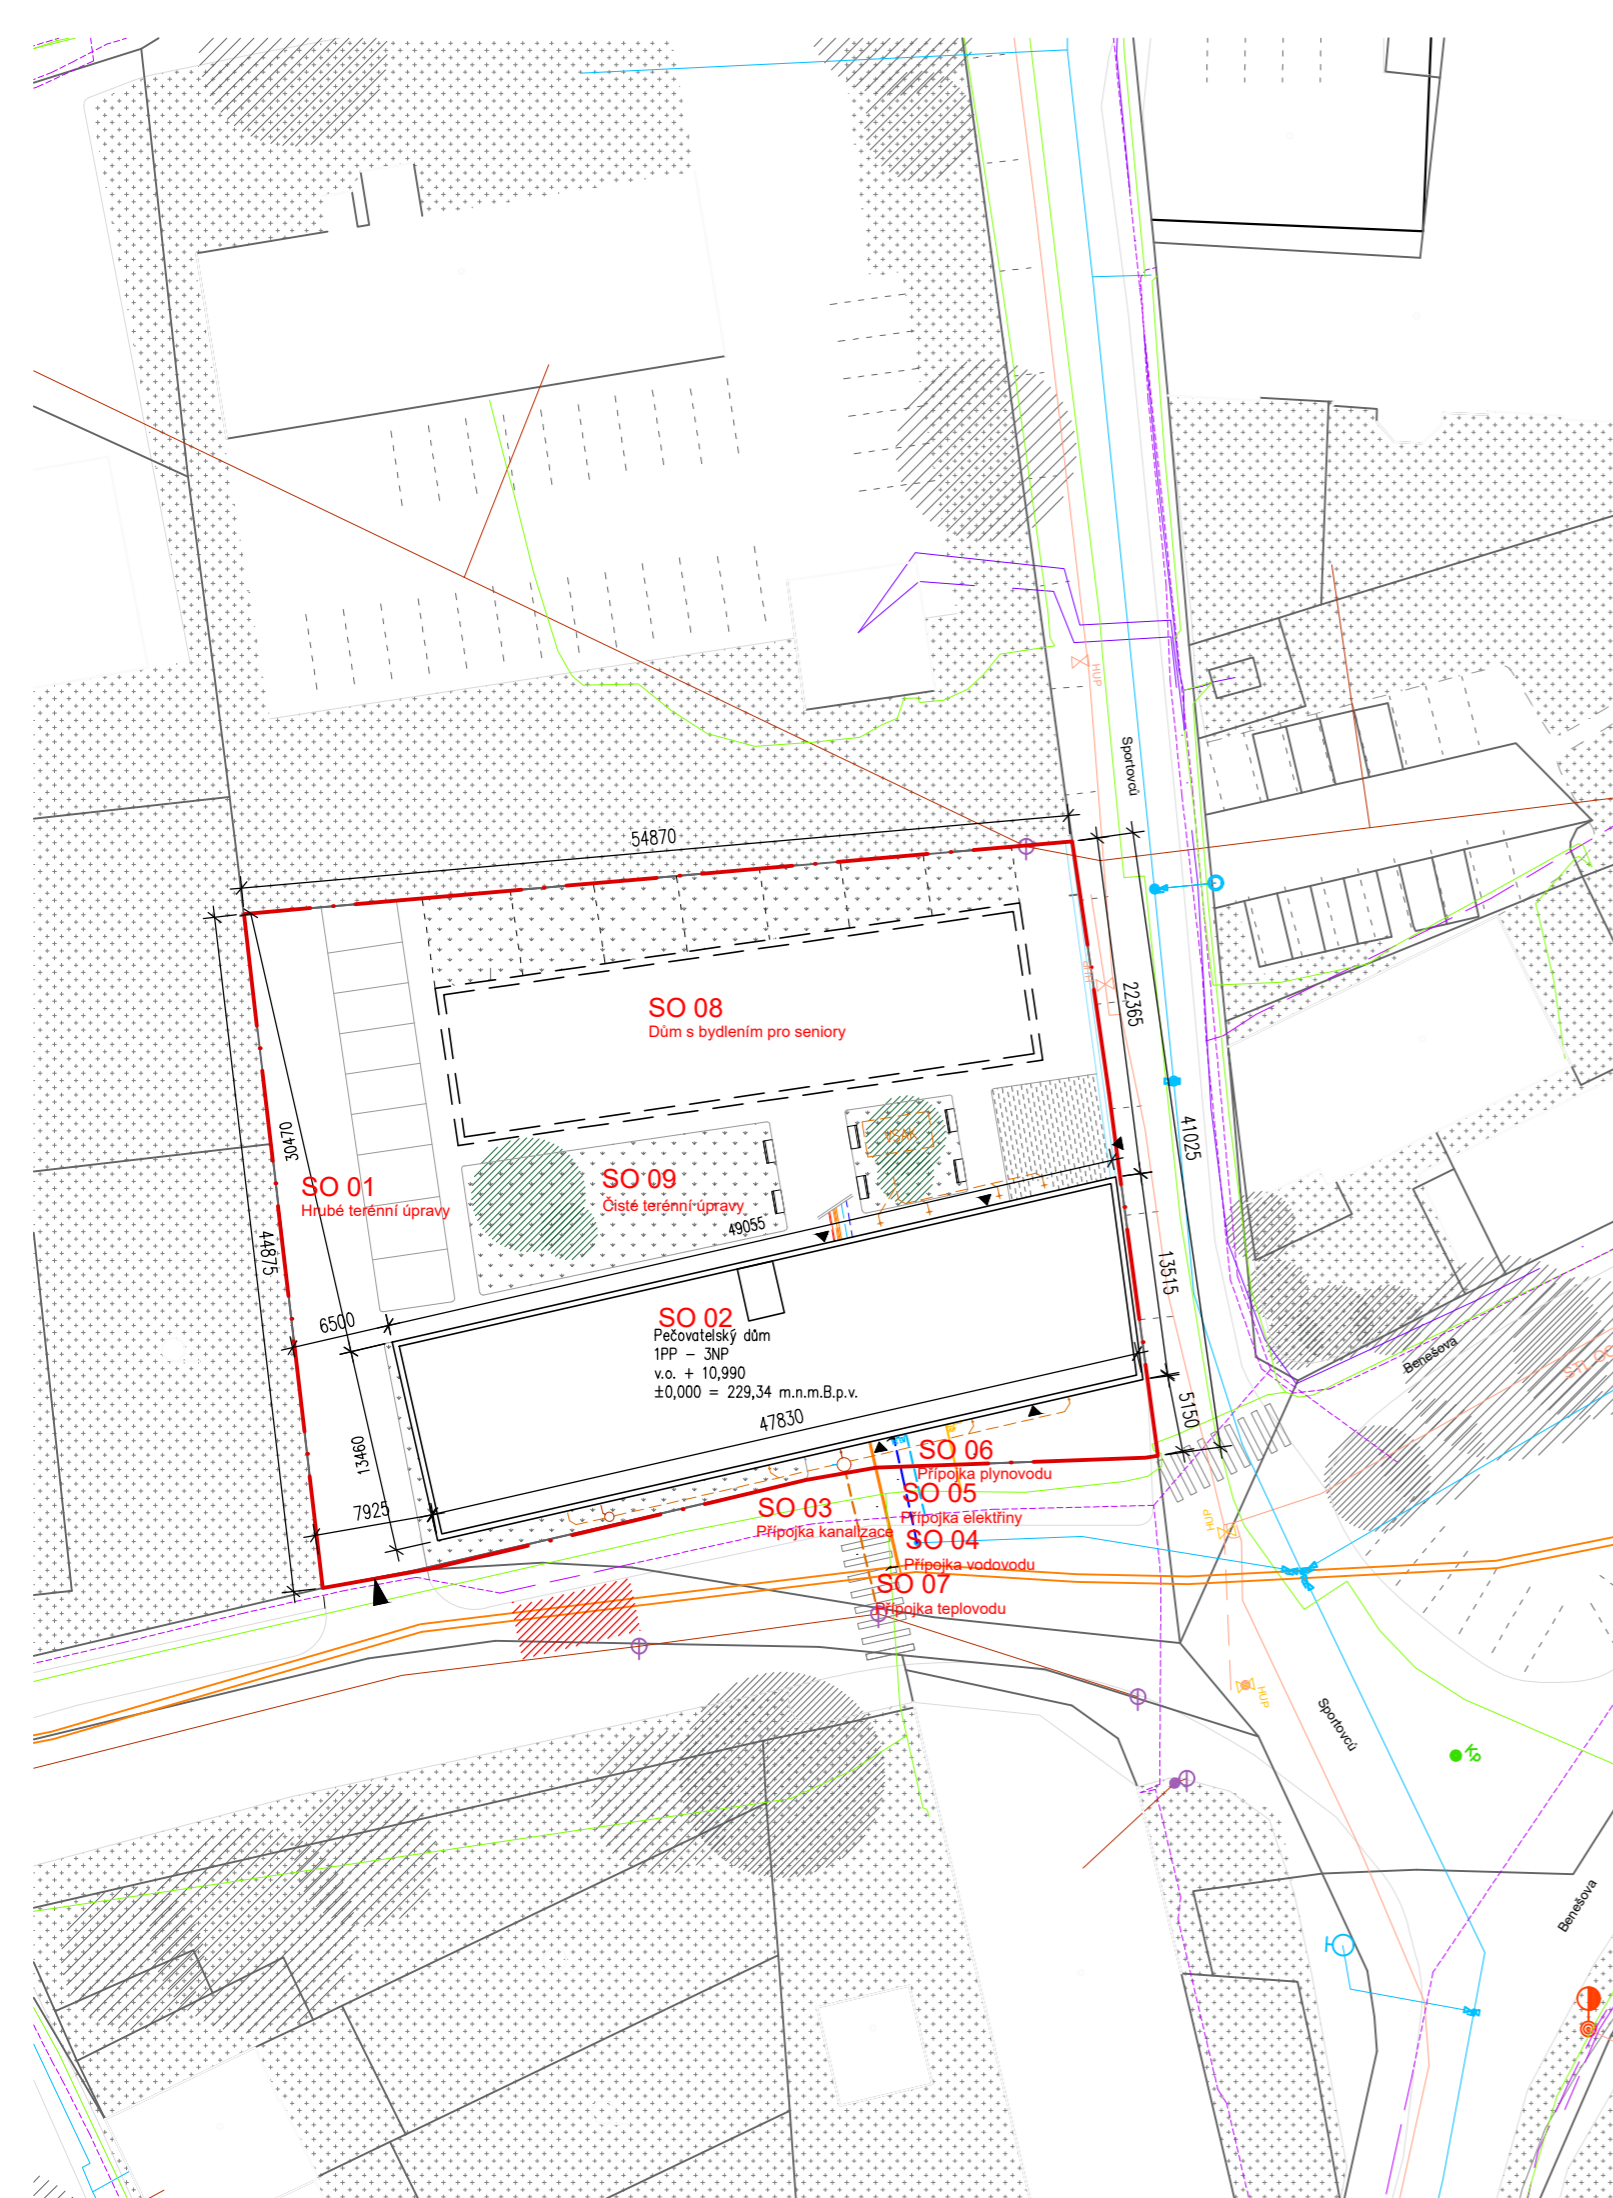 HUP
Sportovců
54870
SO 08
Dům s bydlením pro seniory
HUP
22365
30470
41025
VSAK
SO 01
Hrubé terénní úpravy
SO 09
Čisté terénní úpravy
49055
44875
13515
6500
SO 02
Pečovatelský dům
1PP – 3NP
v.o. + 10,990
±0,000 = 229,34 m.n.m.B.p.v.
Benešova
47830
5150
13460
7925
SO 06
Přípojka plynovodu
SO 05
Přípojka elektřiny
SO 03
Přípojka kanalizace
SO 04
Přípojka vodovodu
SO 07
Přípojka teplovodu
HUP
HUP
Sportovců
Kp
Benešova